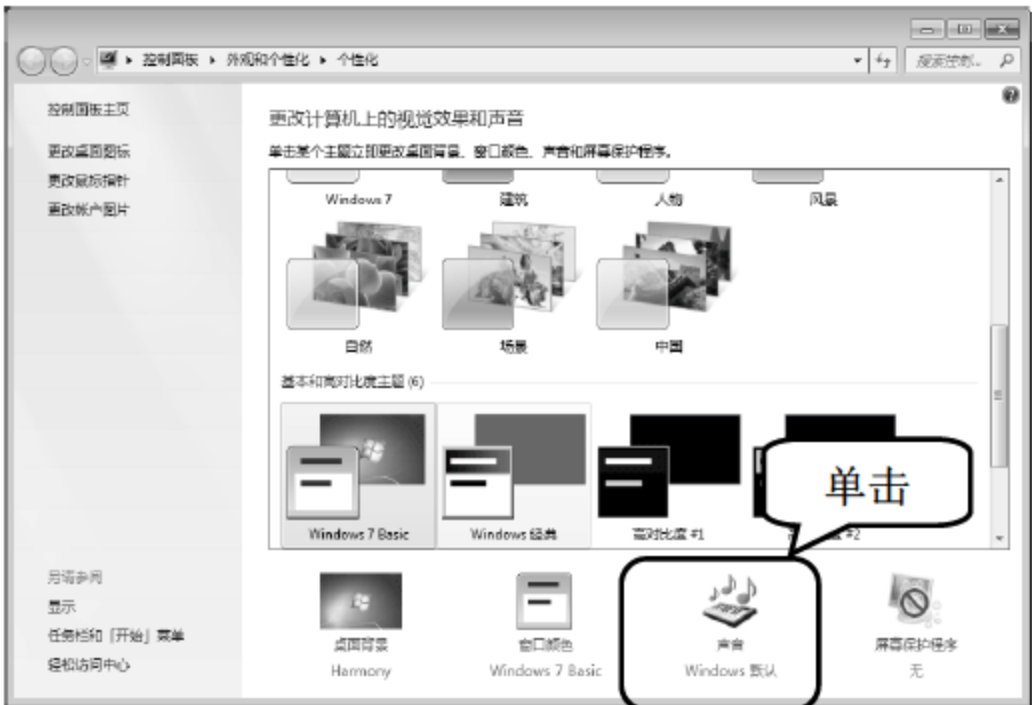 控制面板 ▸ 外观和个性化 ▸ 个性化
搜索控制...
控制面板主页
更改桌面图标
更改鼠标指针
更改帐户图片
更改计算机上的视觉效果和声音
单击某个主题立即更改桌面背景、窗口颜色、声音和屏幕保护程序。
Windows 7
建筑
人物
风景
自然
场景
中国
基本和高对比度主题 (6)
Windows 7 Basic
Windows 经典
高对比度 #1
#2
单击
另请参阅
显示
任务栏和「开始」菜单
轻松访问中心
桌面背景
Harmony
窗口颜色
Windows 7 Basic
声音
Windows 默认
屏幕保护程序
无